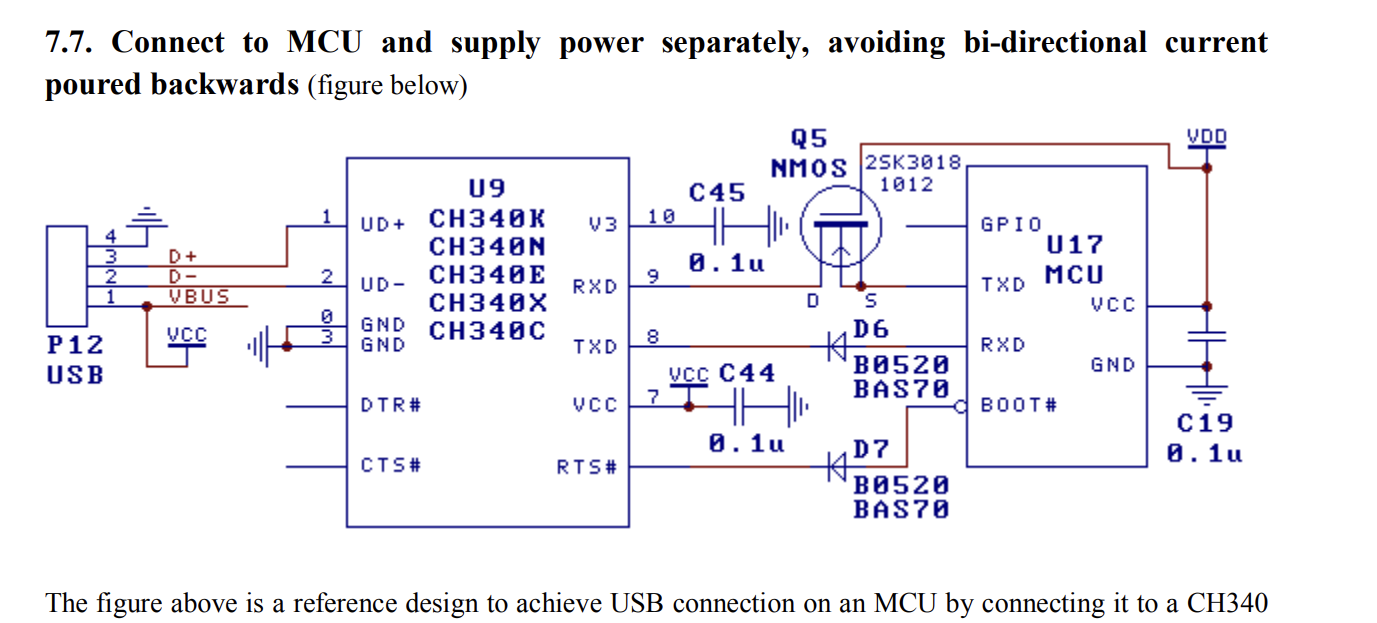 7.7. Connect to MCU and supply power separately, avoiding bi-directional current
poured backwards (figure below)
Q5
NMOS
2SK3018
1012
VDD
U9
CH340K
CH340N
CH340E
CH340X
CH340C
1
UD+
2
UD-
0
GND
3
GND
DTR#
CTS#
V3
10
RXD
9
TXD
8
VCC
7
RTS#
4
3
D+
2
D-
1
VBUS
VCC
P12
USB
C45
0.1u
D
S
D6
B0520
BAS70
VCC
C44
0.1u
D7
B0520
BAS70
GPIO
U17
MCU
TXD
VCC
RXD
GND
BOOT#
C19
0.1u
The figure above is a reference design to achieve USB connection on an MCU by connecting it to a CH340